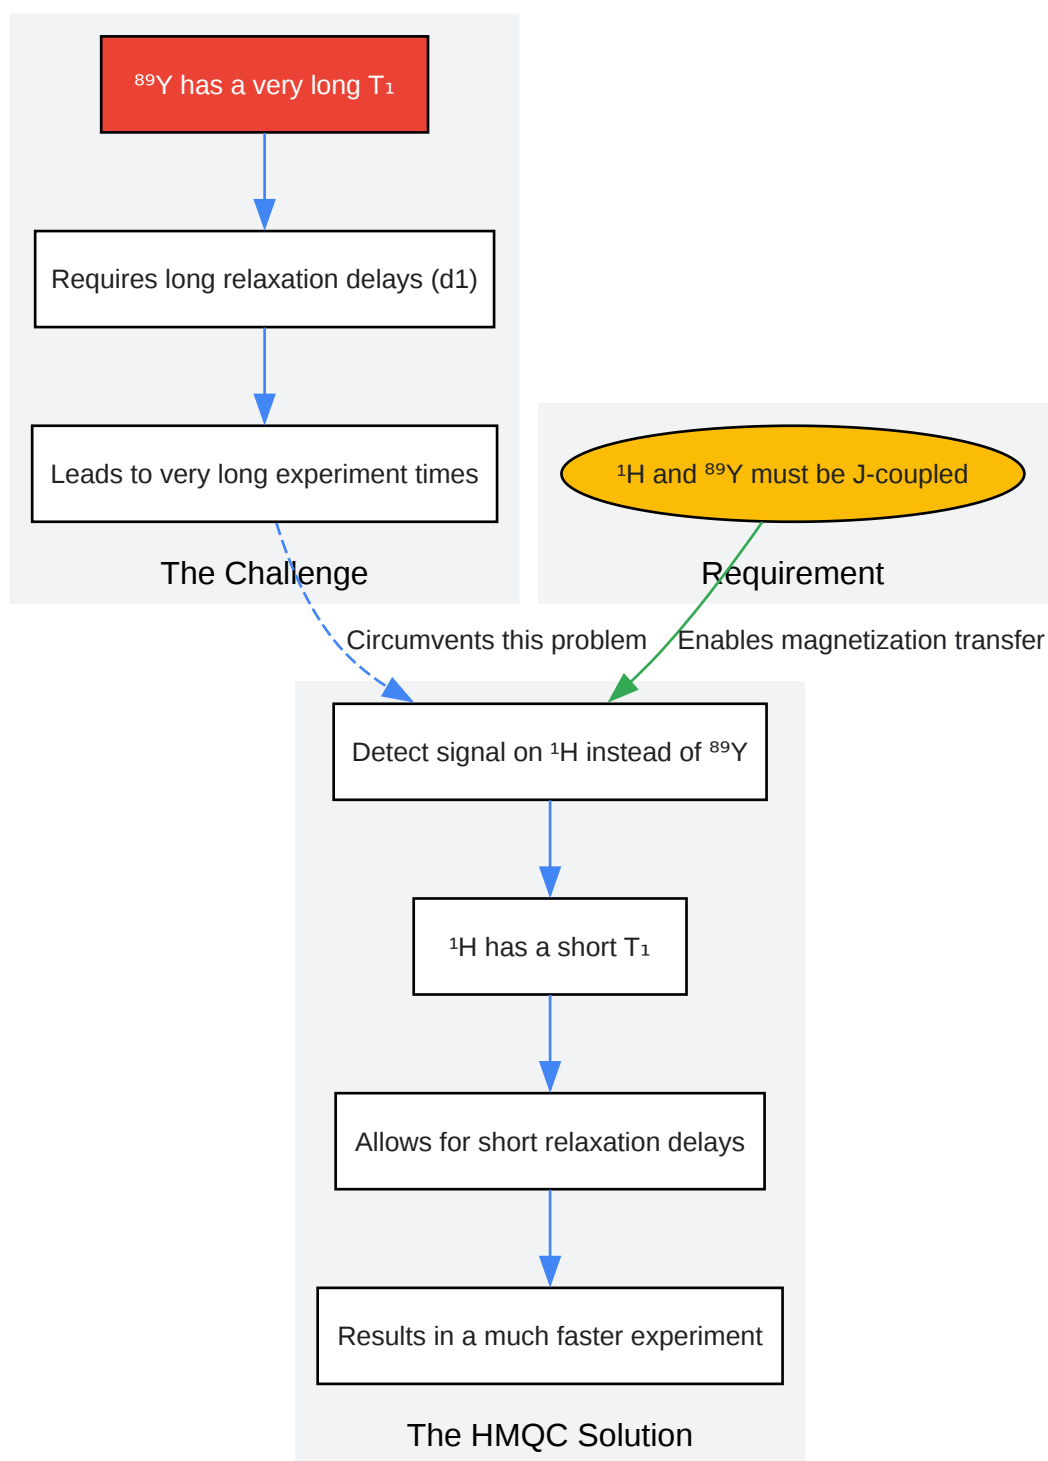 ⁸⁹Y has a very long T₁
Requires long relaxation delays (d1)
Leads to very long experiment times
The Challenge
¹H and ⁸⁹Y must be J-coupled
Requirement
Circumvents this problem
Enables magnetization transfer
Detect signal on ¹H instead of ⁸⁹Y
¹H has a short T₁
Allows for short relaxation delays
Results in a much faster experiment
The HMQC Solution